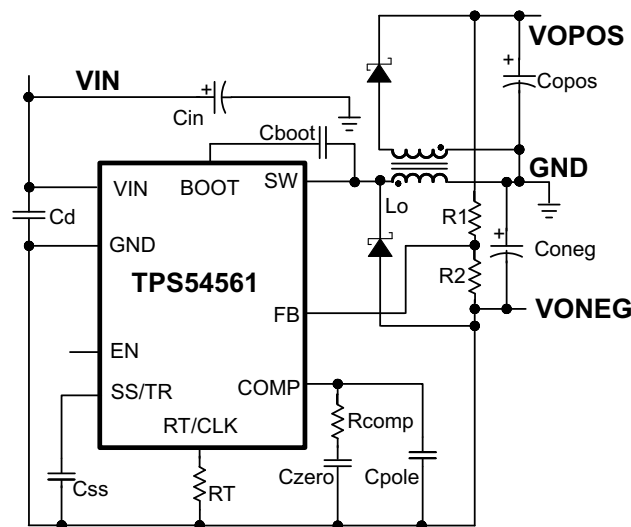 VOPOS
VIN
+
Cin
+
Copos
Cboot
GND
VIN
BOOT
SW
Lo
R1
Cd
GND
+
Coneg
TPS54561
R2
FB
VONEG
EN
COMP
SS/TR
RT/CLK
Rcomp
Css
RT
Czero
Cpole